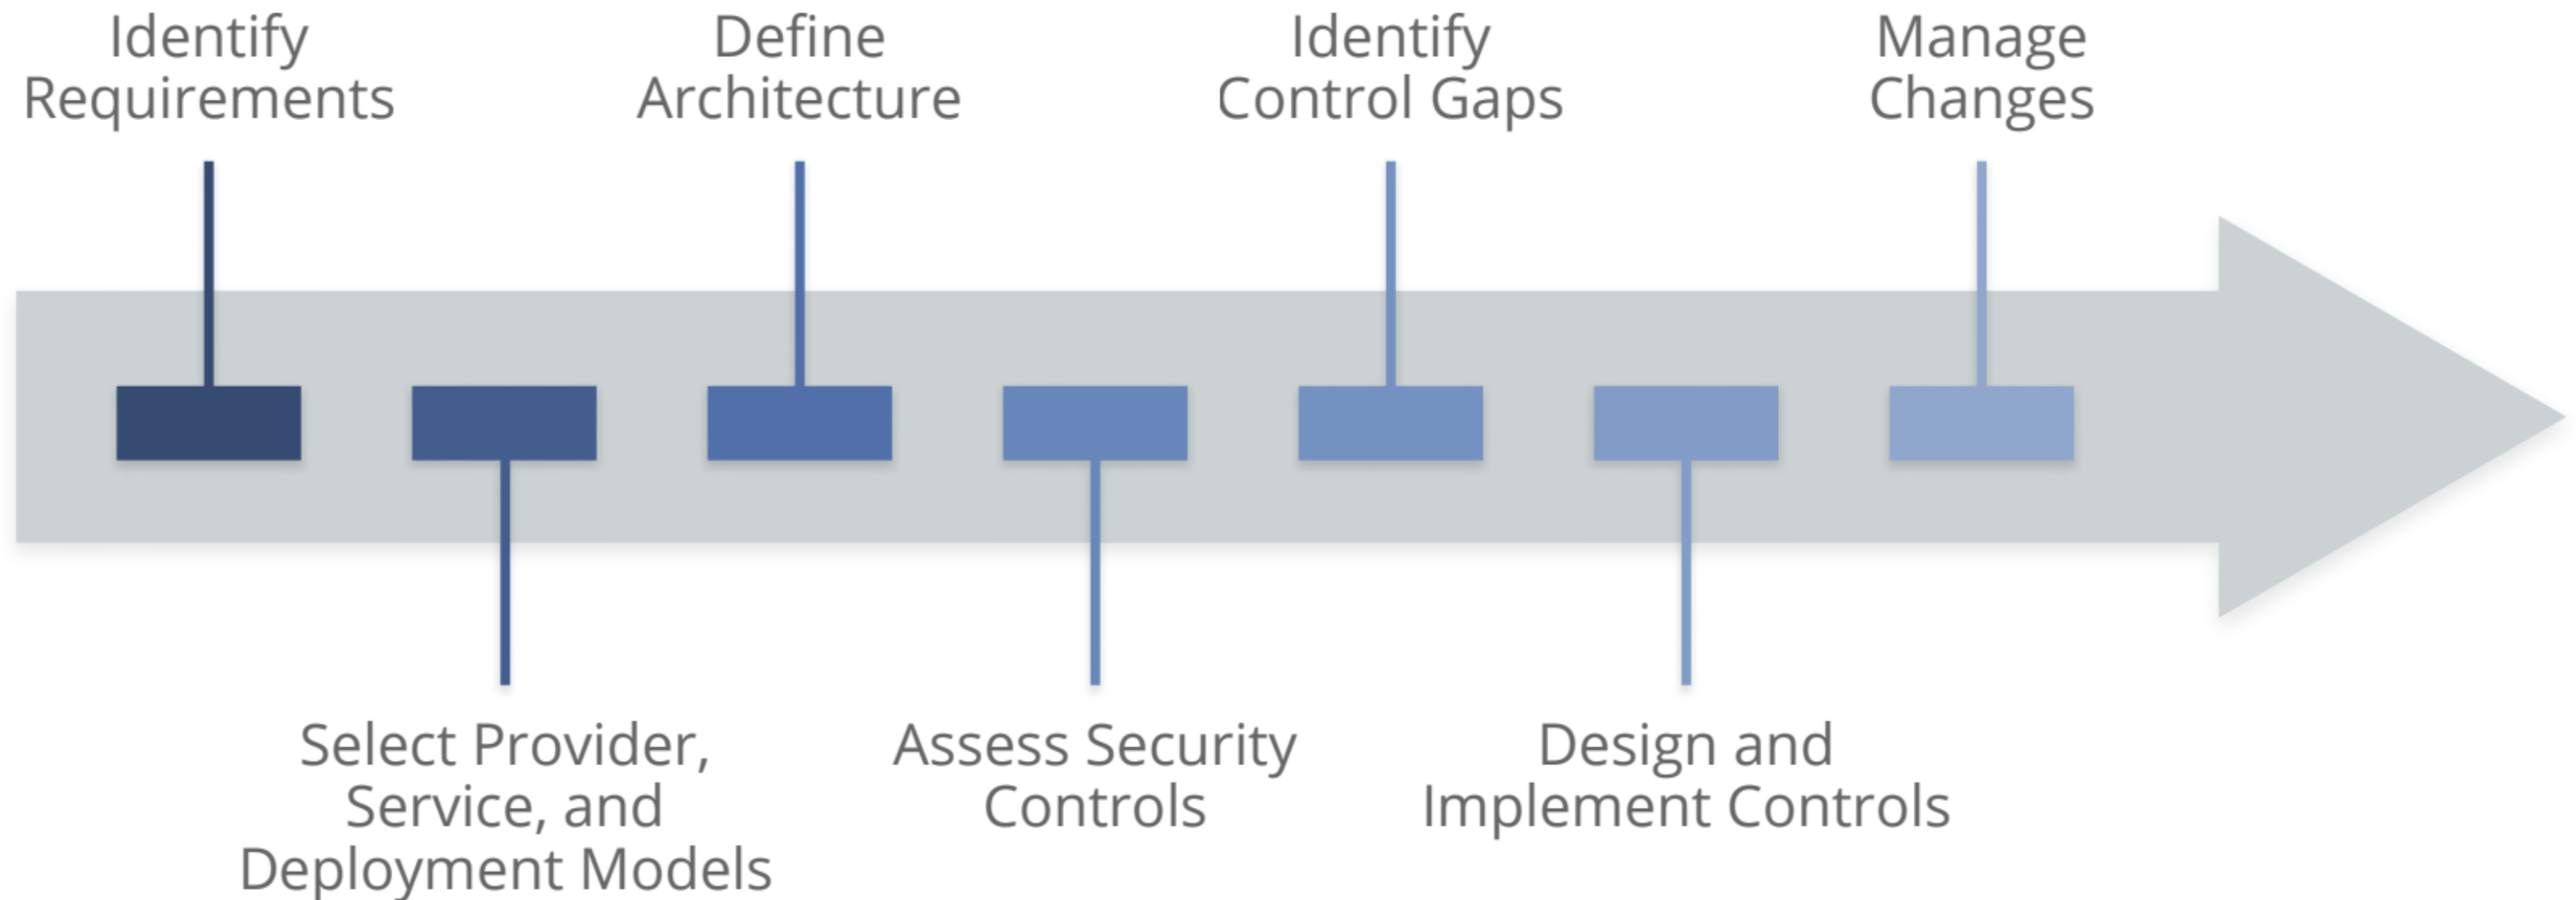 Identify
Requirements
Define
Architecture
Identify
Control Gaps
Manage
Changes
Select Provider,
Service, and
Deployment Models
Assess Security
Controls
Design and
Implement Controls